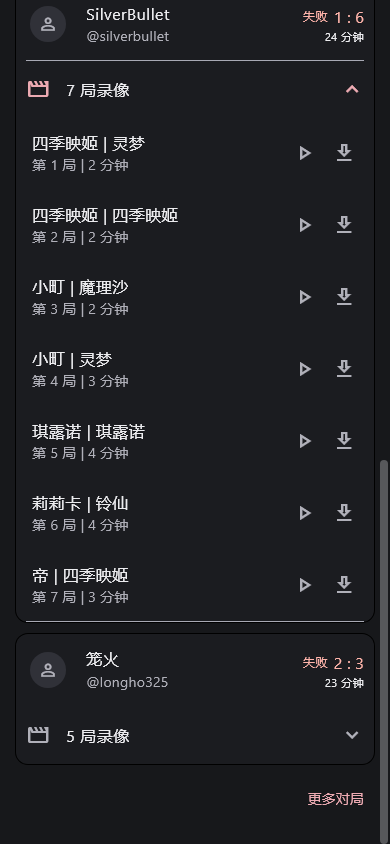 SilverBullet
失败 1 : 6
@silverbullet
24 分钟
7 局录像
四季映姬 | 灵梦
第 1 局 | 2 分钟
四季映姬 | 四季映姬
第 2 局 | 2 分钟
小町 | 魔理沙
第 3 局 | 2 分钟
小町 | 灵梦
第 4 局 | 3 分钟
琪露诺 | 琪露诺
第 5 局 | 4 分钟
莉莉卡 | 铃仙
第 6 局 | 4 分钟
帝 | 四季映姬
第 7 局 | 3 分钟
笼火
失败 2 : 3
@longho325
23 分钟
5 局录像
更多对局